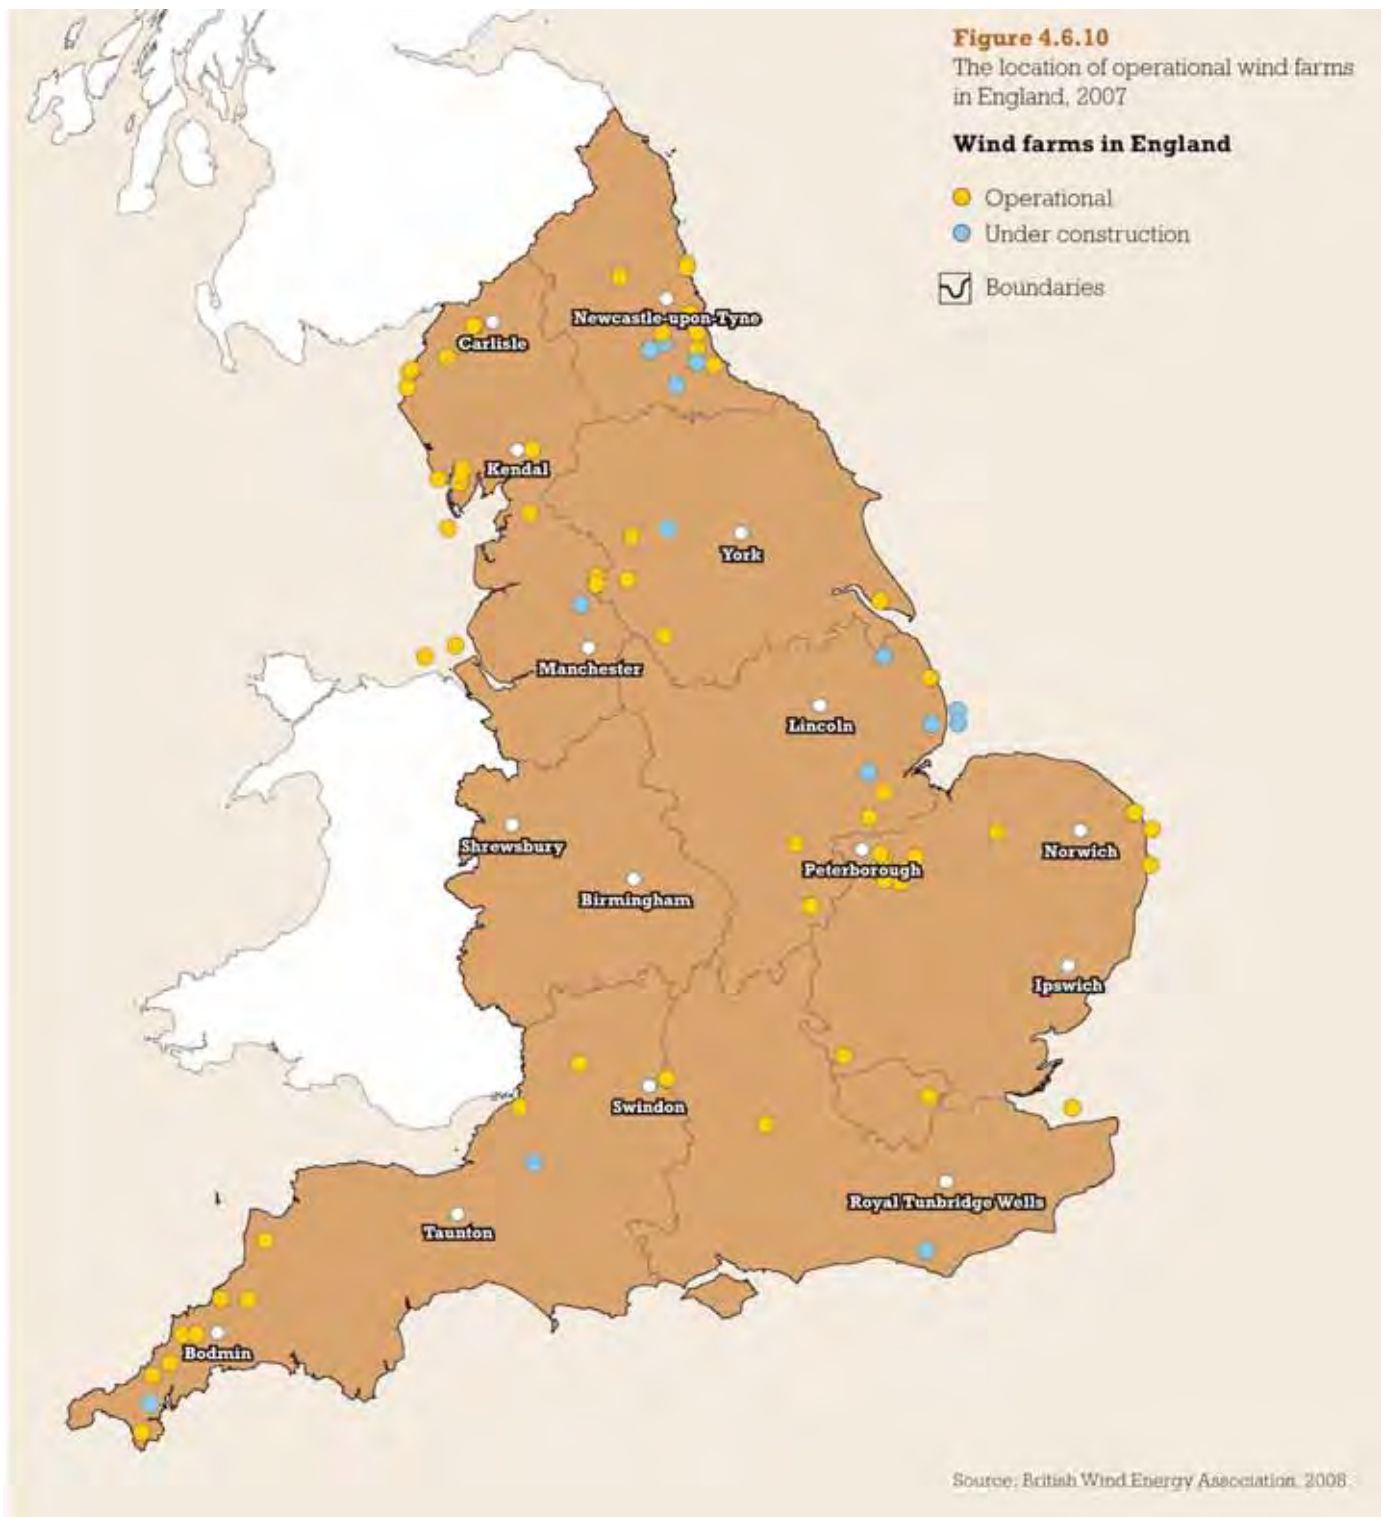 Figure 4.6.10
The location of operational wind farms
in England, 2007
Wind farms in England
Operational
Under construction
Boundaries
Newcastle-upon-Tyne
Carlisle
Kendal
York
Manchester
Lincoln
Shrewsbury
Norwich
Peterborough
Birmingham
Ipswich
Swindon
Royal Tunbridge Wells
Taunton
Bodmin
Source: British Wind Energy Association, 2008.